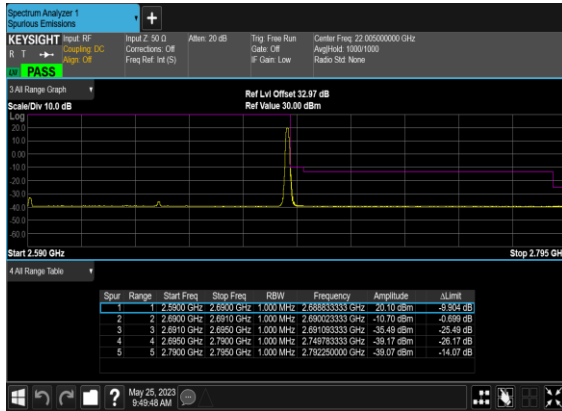 Spectrum Analyzer 1
Spurious Emissions
+
KEYSIGHT Input: RF Input Z: 50 Ω Atten: 20 dB Trig: Free Run Center Freq: 22.005000000 GHz
R T Coupling: DC Corrections: Off Gate: Off Avg|Hold: 1000/1000
Align: Off Freq Ref: Int (S) IF Gain: Low Radio Std: None
PASS
3 All Range Graph
Ref Lvl Offset 32.97 dB
Scale/Div 10.0 dB Ref Value 30.00 dBm
Log
20.0
10.0
0.00
-10.0
-20.0
-30.0
-40.0
-50.0
-60.0
Start 2.590 GHz Stop 2.795 GHz
4 All Range Table
Spur Range Start Freq Stop Freq RBW Frequency Amplitude ΔLimit
1 1 2.5900 GHz 2.6900 GHz 1.000 MHz 2.688833333 GHz 20.10 dBm -9.904 dB
2 2 2.6900 GHz 2.6910 GHz 1.000 MHz 2.690023333 GHz -10.70 dBm -0.699 dB
3 3 2.6910 GHz 2.6950 GHz 1.000 MHz 2.691093333 GHz -35.49 dBm -25.49 dB
4 4 2.6950 GHz 2.7900 GHz 1.000 MHz 2.749783333 GHz -39.17 dBm -26.17 dB
5 5 2.7900 GHz 2.7950 GHz 1.000 MHz 2.792250000 GHz -39.07 dBm -14.07 dB
? May 25, 2023
9:49:48 AM